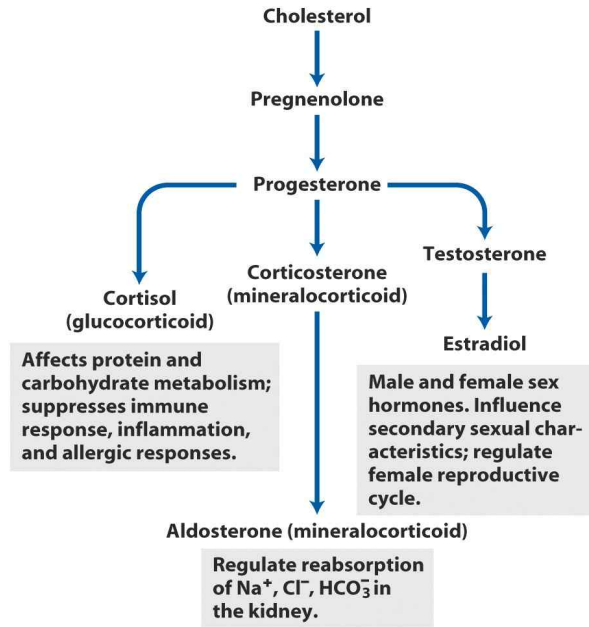 Cholesterol
Pregnenolone
Progesterone
Cortisol
(glucocorticoid)
Affects protein and
carbohydrate metabolism;
suppresses immune
response, inflammation,
and allergic responses.
Corticosterone
(mineralocorticoid)
Testosterone
Estradiol
Male and female sex
hormones. Influence
secondary sexual char-
acteristics; regulate
female reproductive
cycle.
Aldosterone (mineralocorticoid)
Regulate reabsorption
of Na⁺, Cl⁻, HCO₃⁻ in
the kidney.